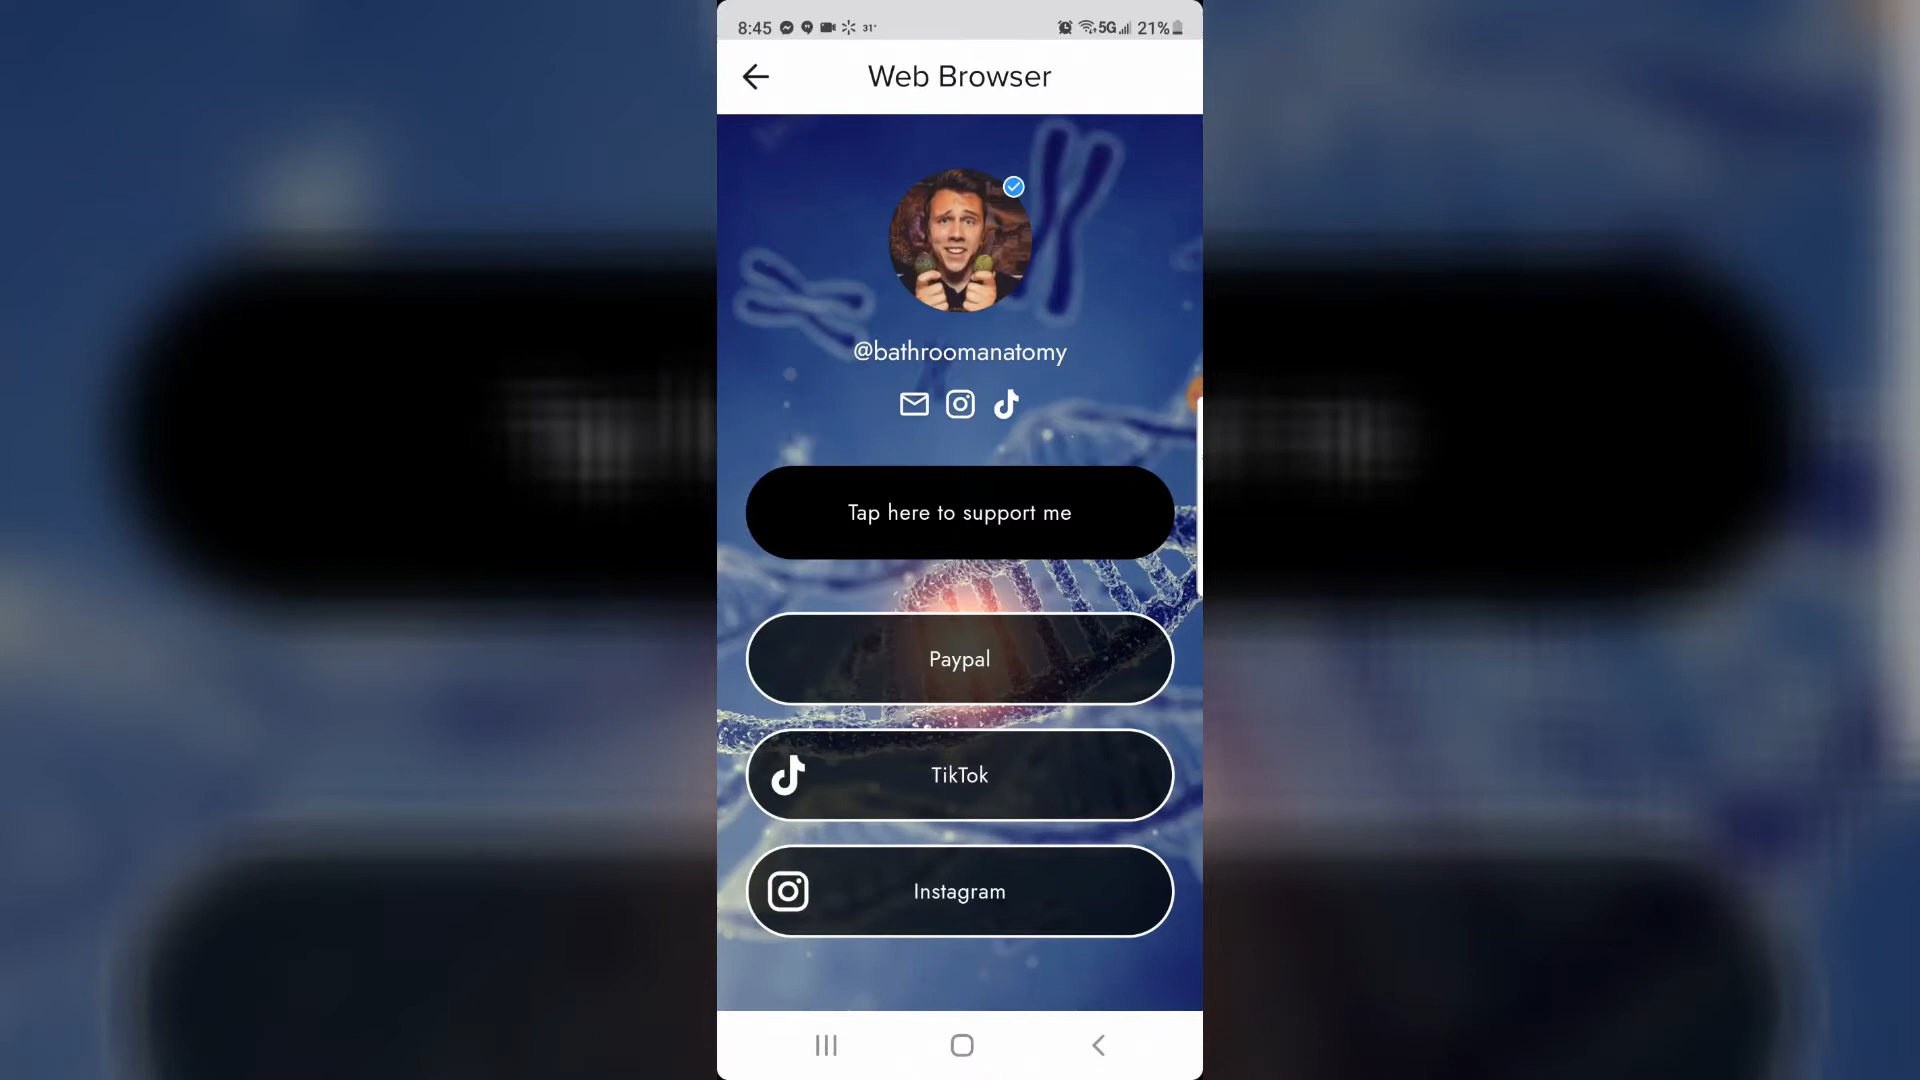 8:45 31° 5G 21%
Web Browser
@bathroomanatomy
Tap here to support me
Paypal
TikTok
Instagram